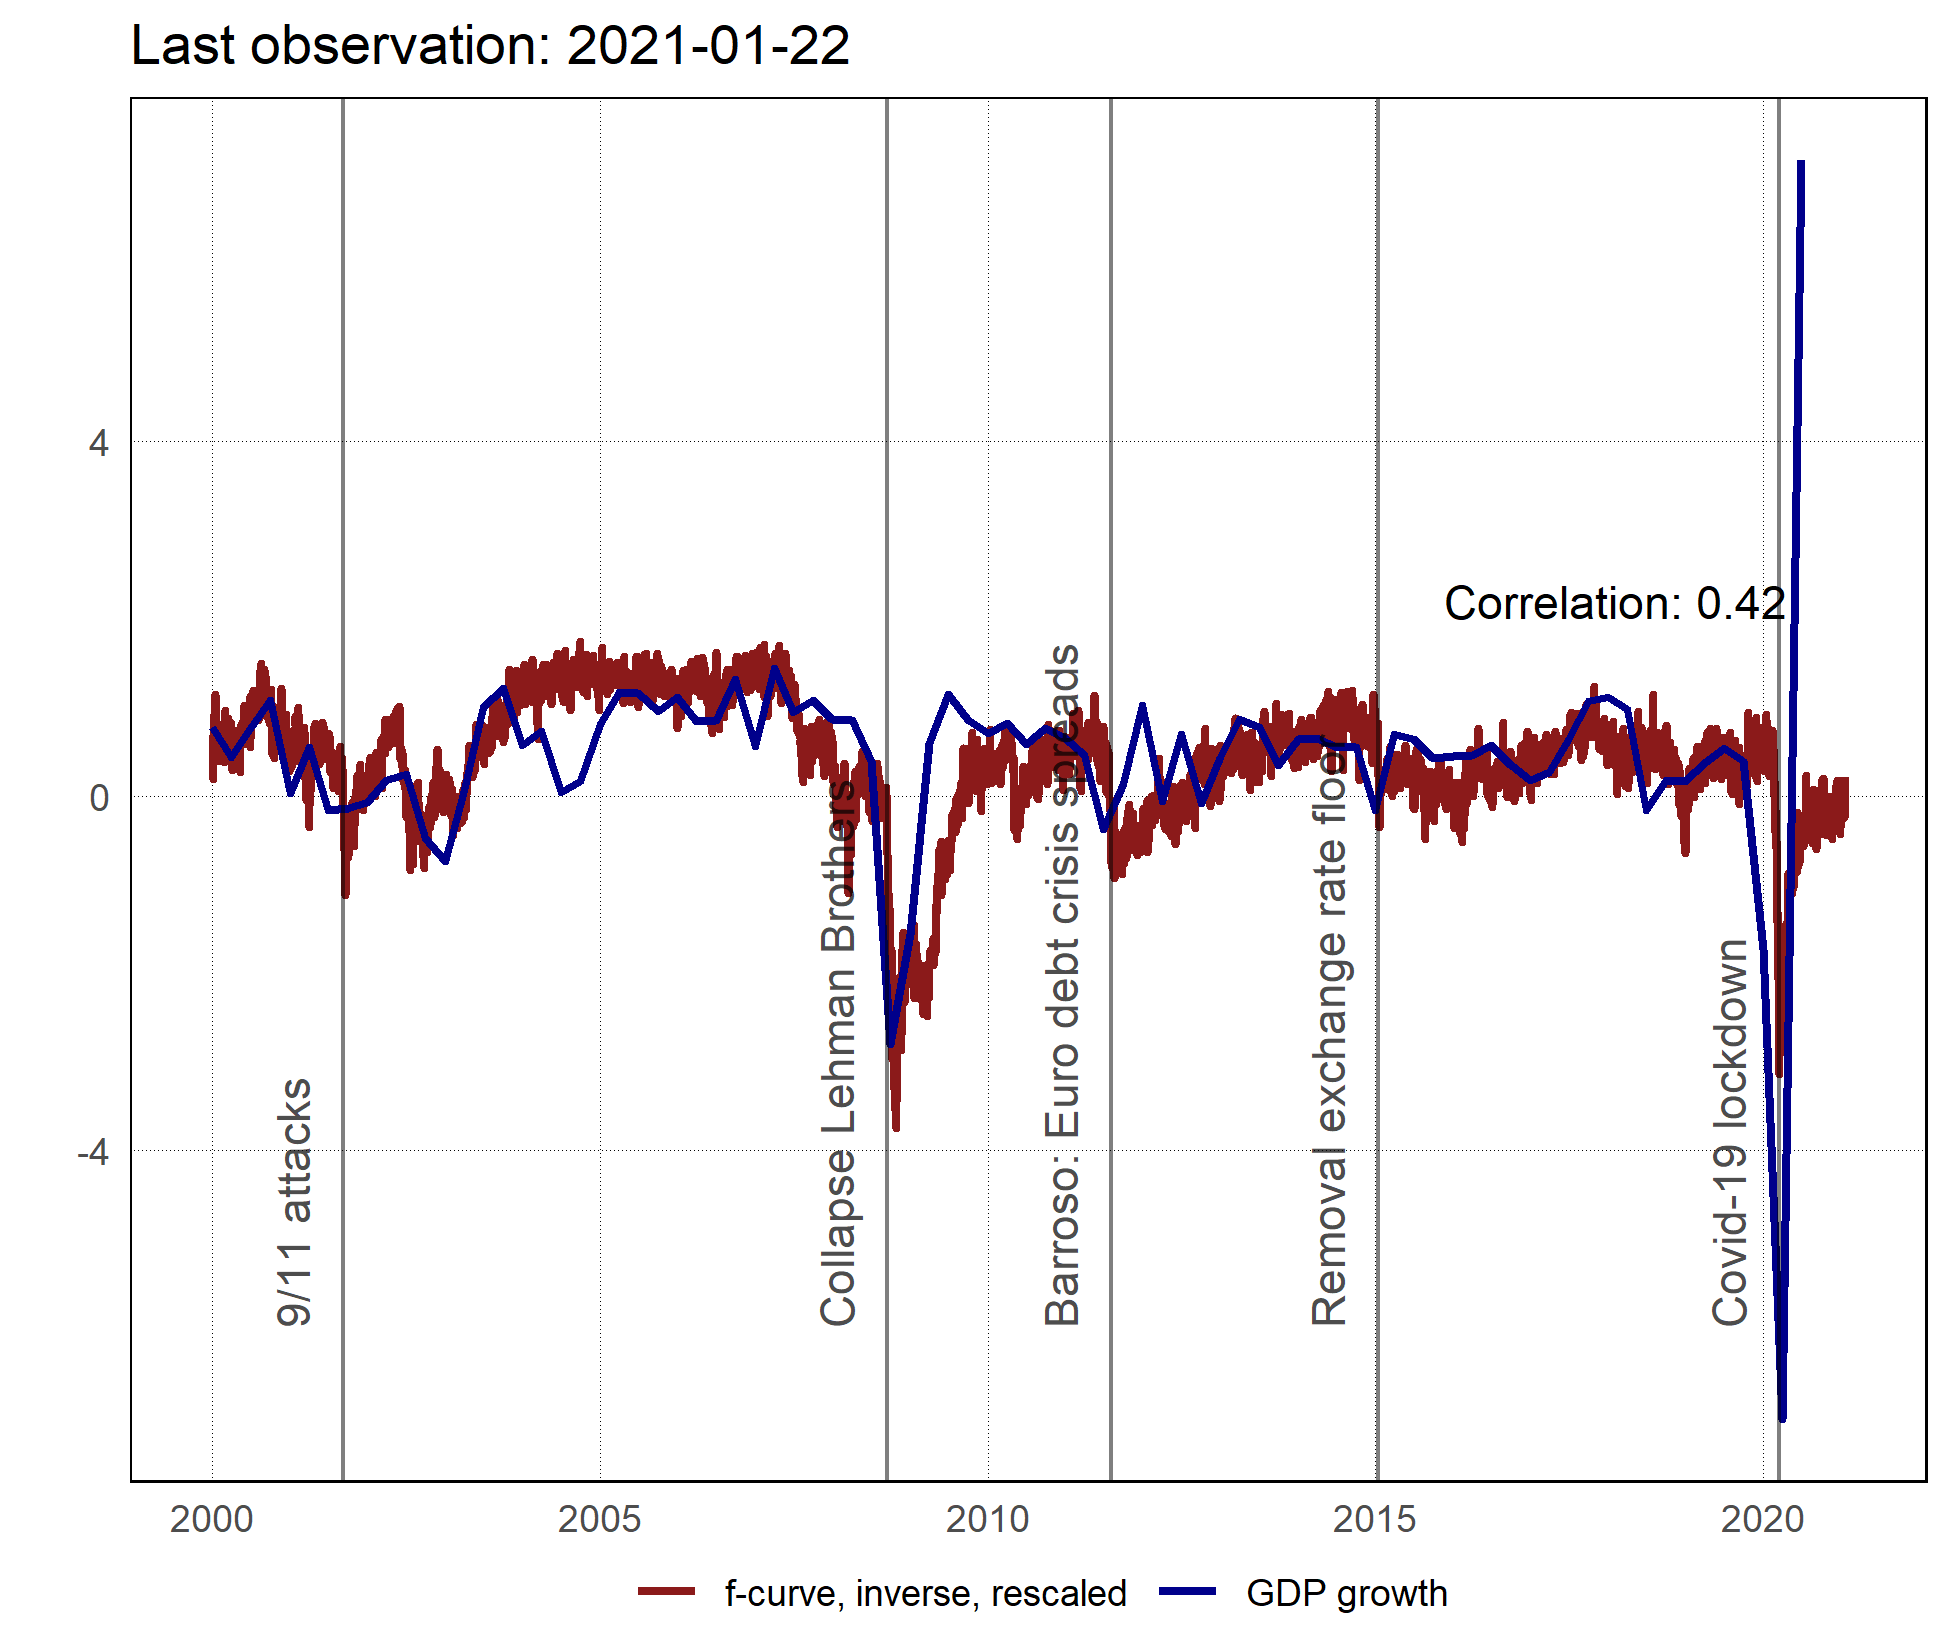 Last observation: 2021-01-22
4
0
-4
Correlation: 0.42
9/11 attacks
Collapse Lehman Brothers
Barroso: Euro debt crisis spreads
Removal exchange rate floor
Covid-19 lockdown
2000
2005
2010
2015
2020
f-curve, inverse, rescaled
GDP growth